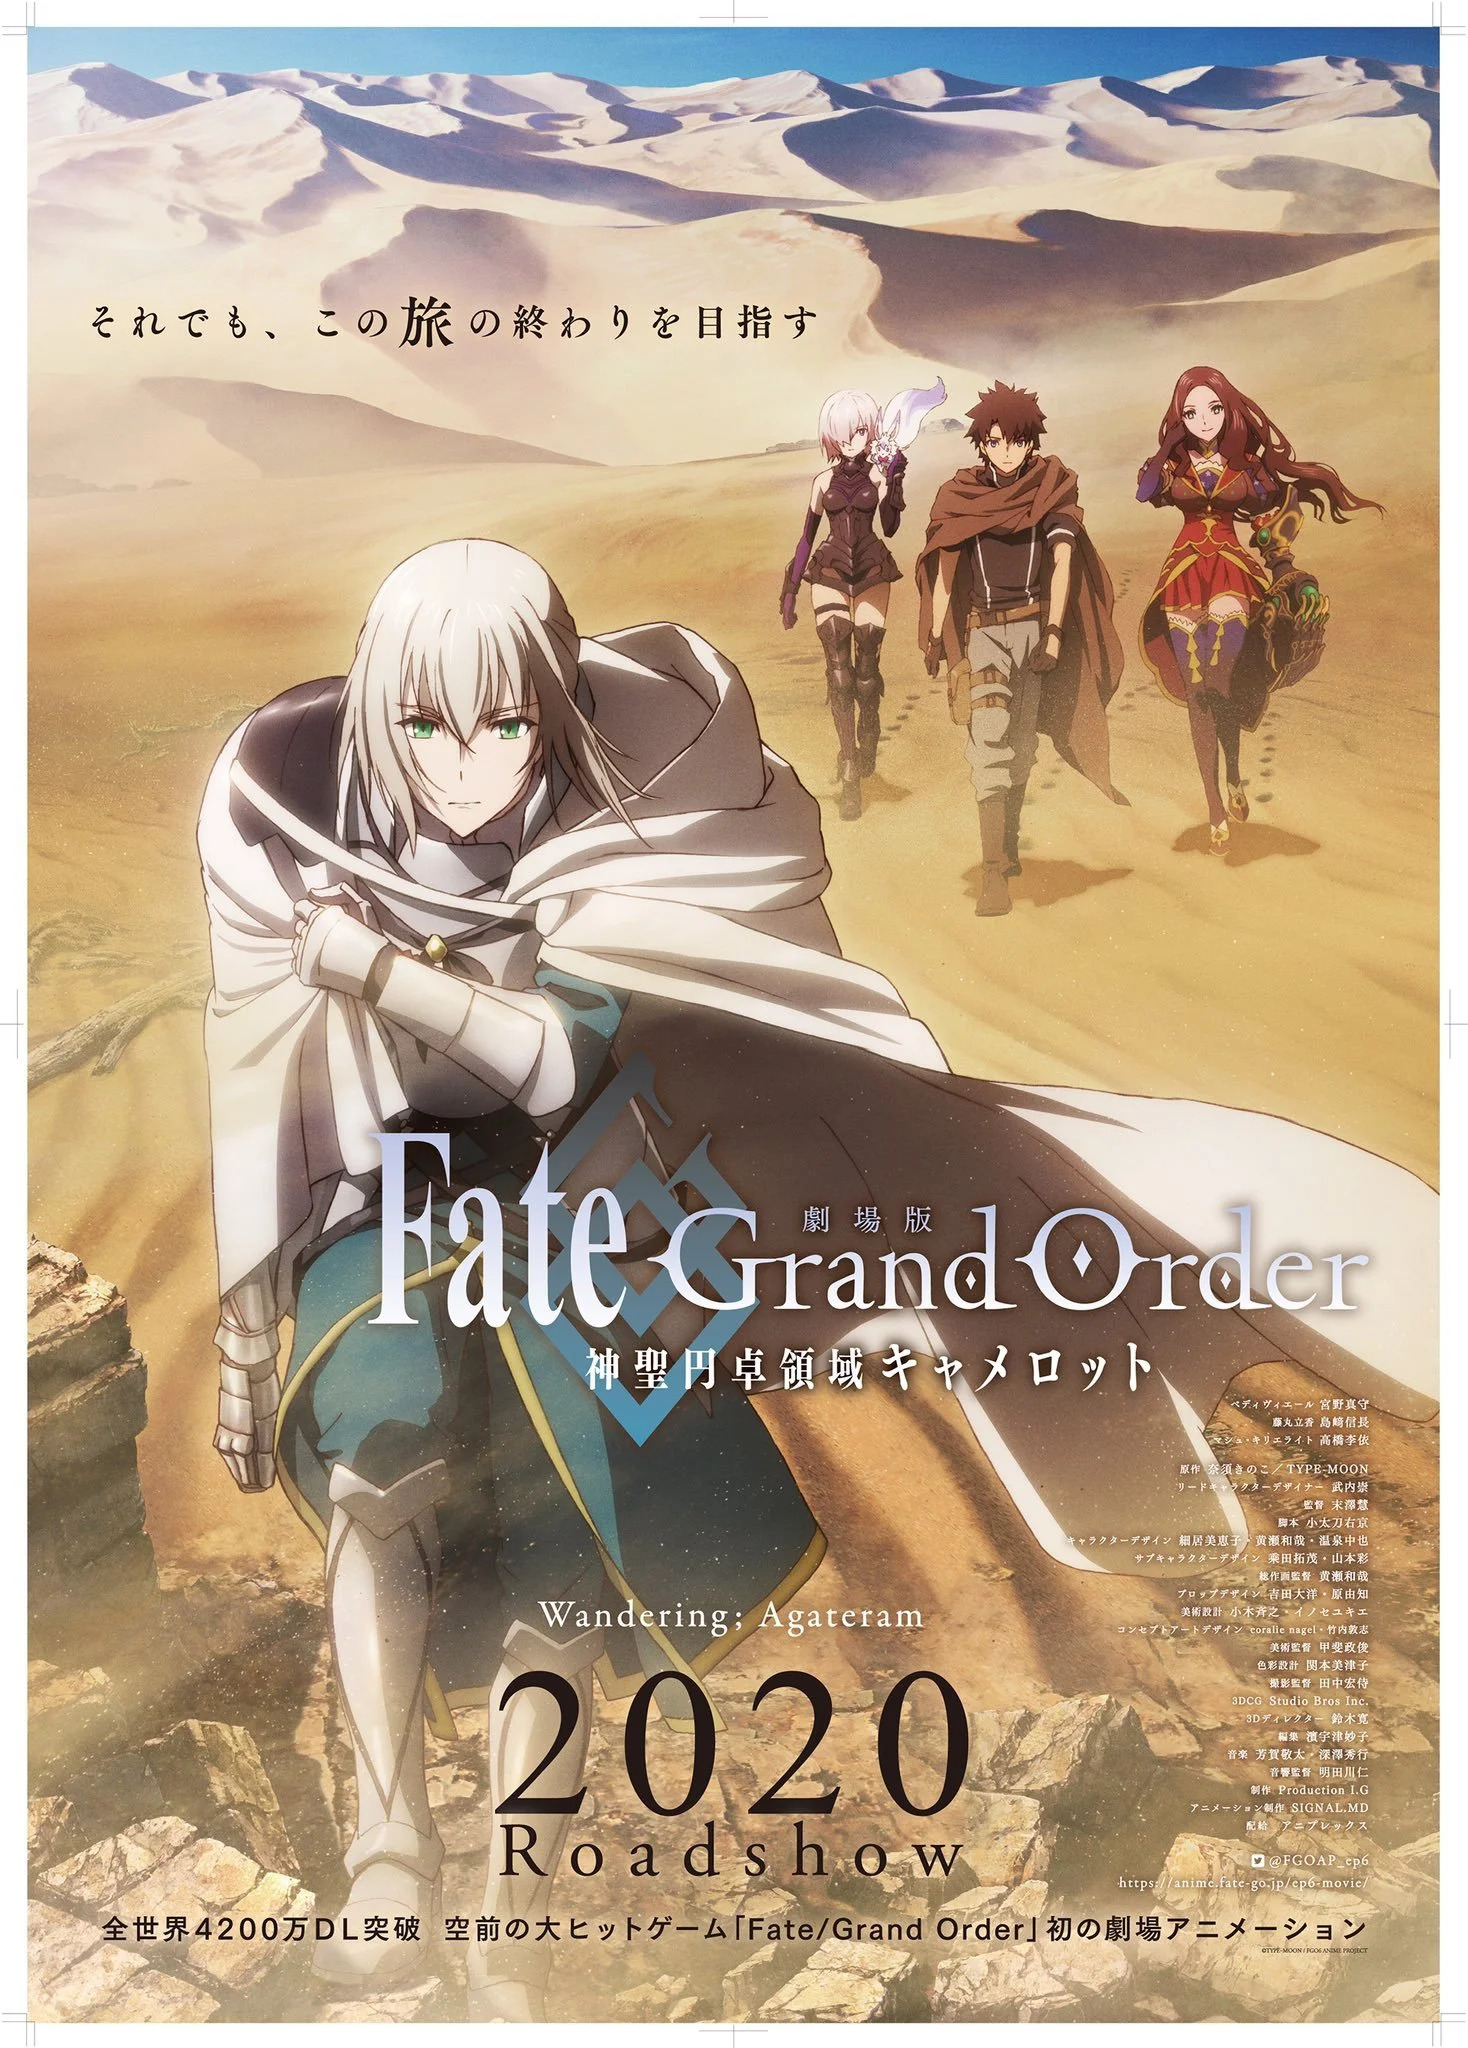 それでも、この旅の終わりを目指す
劇場版
Fate Grand Order
神聖円卓領域キャメロット
ベディヴィエール 宮野真守
藤丸立香 島﨑信長
マシュ・キリエライト 高橋李依
原作 奈須きのこ／TYPE-MOON
リードキャラクターデザイナー 武内崇
監督 末澤慧
脚本 小太刀右京
キャラクターデザイン 細居美恵子・黄瀬和哉・温泉中也
サブキャラクターデザイン 乗田拓茂・山本彩
総作画監督 黄瀬和哉
プロップデザイン 吉田大洋・原由知
美術設計 小木斉之・イノセユキエ
コンセプトアートデザイン coralie nagel・竹内敦志
美術監督 甲斐政俊
色彩設計 関本美津子
撮影監督 田中宏侍
3DCG Studio Bros Inc.
3Dディレクター 鈴木寛
編集 濱宇津妙子
音楽 芳賀敬太・深澤秀行
音響監督 明田川仁
制作 Production I.G
アニメーション制作 SIGNAL.MD
配給 アニプレックス
@FGOAP_ep6
https://anime.fate-go.jp/ep6-movie/
Wandering; Agateram
2020
Roadshow
全世界4200万DL突破 空前の大ヒットゲーム「Fate/Grand Order」初の劇場アニメーション
©TYPE-MOON / FGO6 ANIME PROJECT